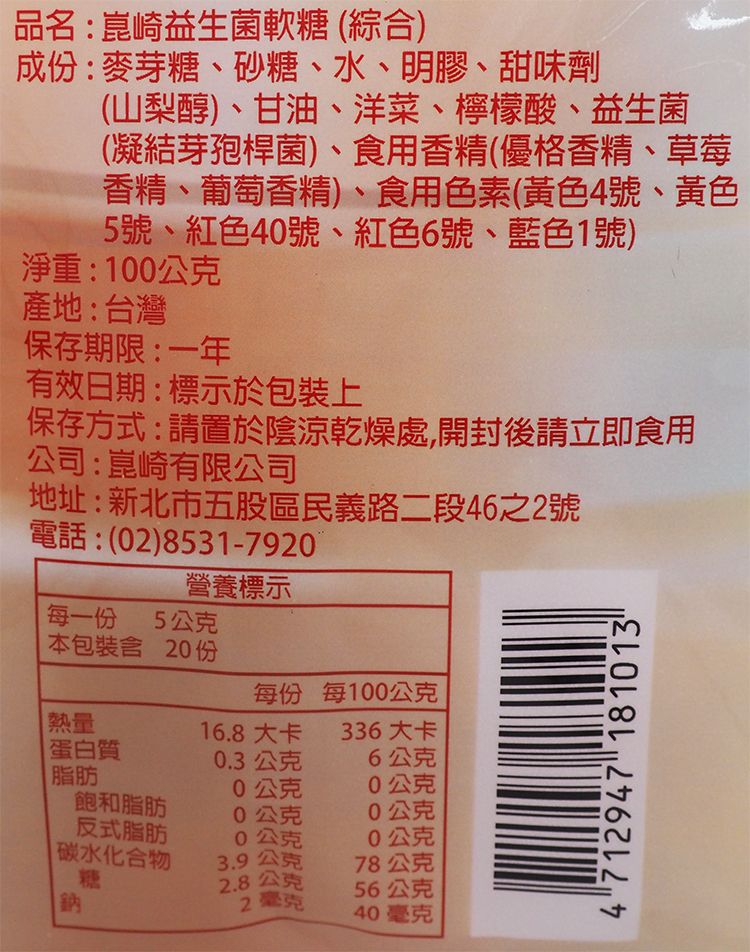 品名:崑崎益生菌軟糖 (綜合)
成份:麥芽糖、砂糖、水、明膠、甜味劑
(山梨醇)、甘油、洋菜、檸檬酸、益生菌
(凝結芽孢桿菌)、食用香精(優格香精、草莓
香精、葡萄香精)、食用色素(黃色4號、黃色
5號、紅色40號、紅色6號、藍色1號)
淨重:100公克
產地:台灣
保存期限:一年
有效日期:標示於包裝上
保存方式:請置於陰涼乾燥處,開封後請立即食用
公司:崑崎有限公司
地址:新北市五股區民義路二段46之2號
電話:(02)8531-7920
營養標示
每一份 5公克
本包裝含 20份
每份 每100公克
熱量 16.8 大卡 336 大卡
蛋白質 0.3 公克 6 公克
脂肪 0 公克 0 公克
飽和脂肪 0 公克 0 公克
反式脂肪 0 公克 0 公克
碳水化合物 3.9 公克 78 公克
糖 2.8 公克 56 公克
鈉 2 毫克 40 毫克
4 712947 181013